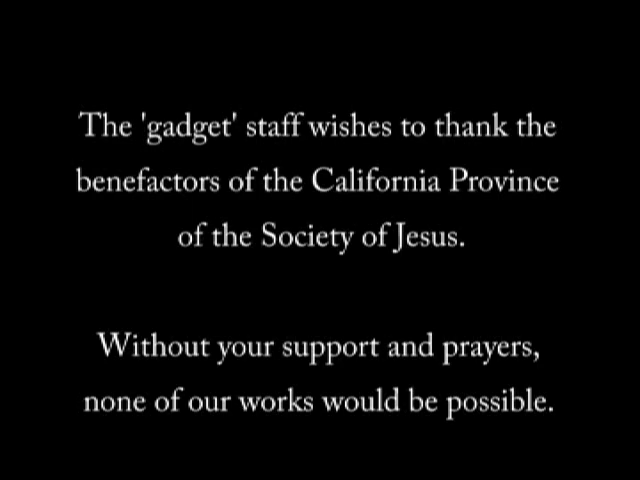 The 'gadget' staff wishes to thank the
benefactors of the California Province
of the Society of Jesus.
Without your support and prayers,
none of our works would be possible.